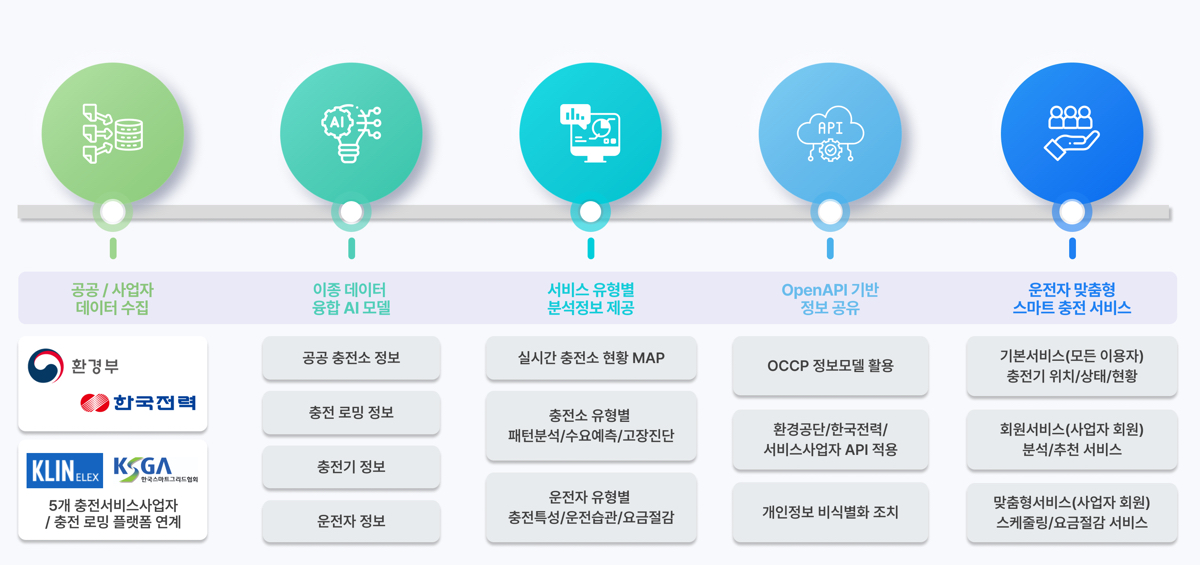 AI
API
공공 / 사업자
데이터 수집
환경부
한국전력
KLIN ELEX
KSGA
한국스마트그리드협회
5개 충전서비스사업자
/ 충전 로밍 플랫폼 연계
이종 데이터
융합 AI 모델
공공 충전소 정보
충전 로밍 정보
충전기 정보
운전자 정보
서비스 유형별
분석정보 제공
실시간 충전소 현황 MAP
충전소 유형별
패턴분석/수요예측/고장진단
운전자 유형별
충전특성/운전습관/요금절감
OpenAPI 기반
정보 공유
OCCP 정보모델 활용
환경공단/한국전력/
서비스사업자 API 적용
개인정보 비식별화 조치
운전자 맞춤형
스마트 충전 서비스
기본서비스(모든 이용자)
충전기 위치/상태/현황
회원서비스(사업자 회원)
분석/추천 서비스
맞춤형서비스(사업자 회원)
스케줄링/요금절감 서비스